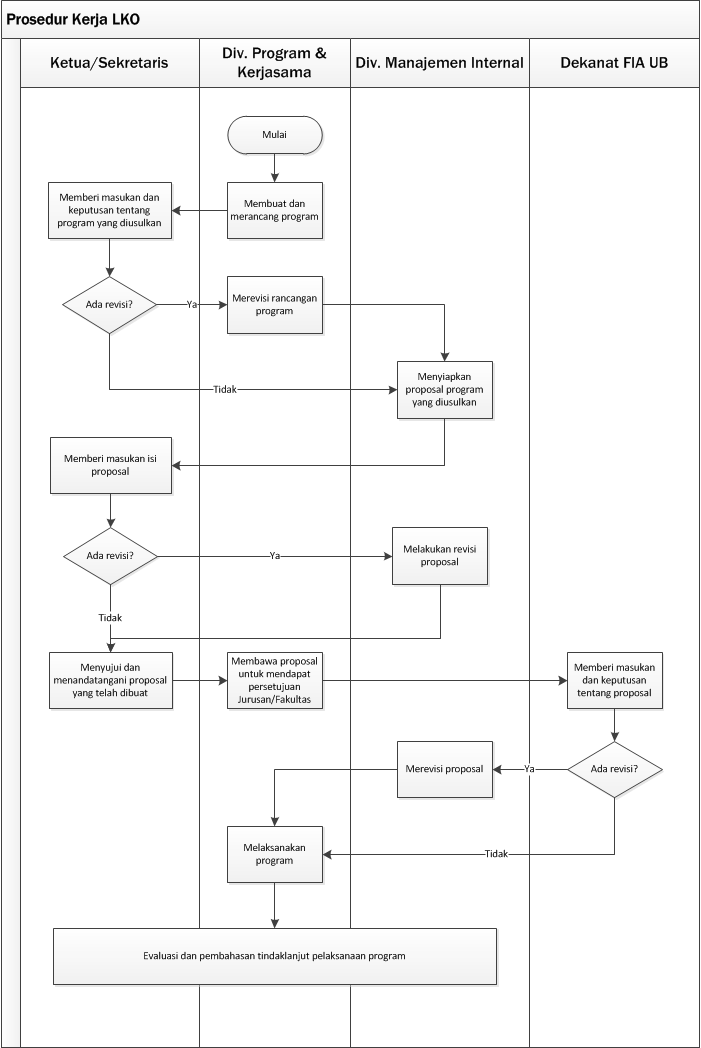 Prosedur Kerja LKO
Ketua/Sekretaris
Div. Program &
Kerjasama
Div. Manajemen Internal
Dekanat FIA UB
Mulai
Membuat dan
merancang program
Memberi masukan dan
keputusan tentang
program yang diusulkan
Ada revisi?
Ya
Merevisi rancangan
program
Tidak
Menyiapkan
proposal program
yang diusulkan
Memberi masukan isi
proposal
Ada revisi?
Ya
Melakukan revisi
proposal
Tidak
Menyujui dan
menandatangani proposal
yang telah dibuat
Membawa proposal
untuk mendapat
persetujuan
Jurusan/Fakultas
Memberi masukan
dan keputusan
tentang proposal
Ada revisi?
Ya
Merevisi proposal
Tidak
Melaksanakan
program
Evaluasi dan pembahasan tindaklanjut pelaksanaan program